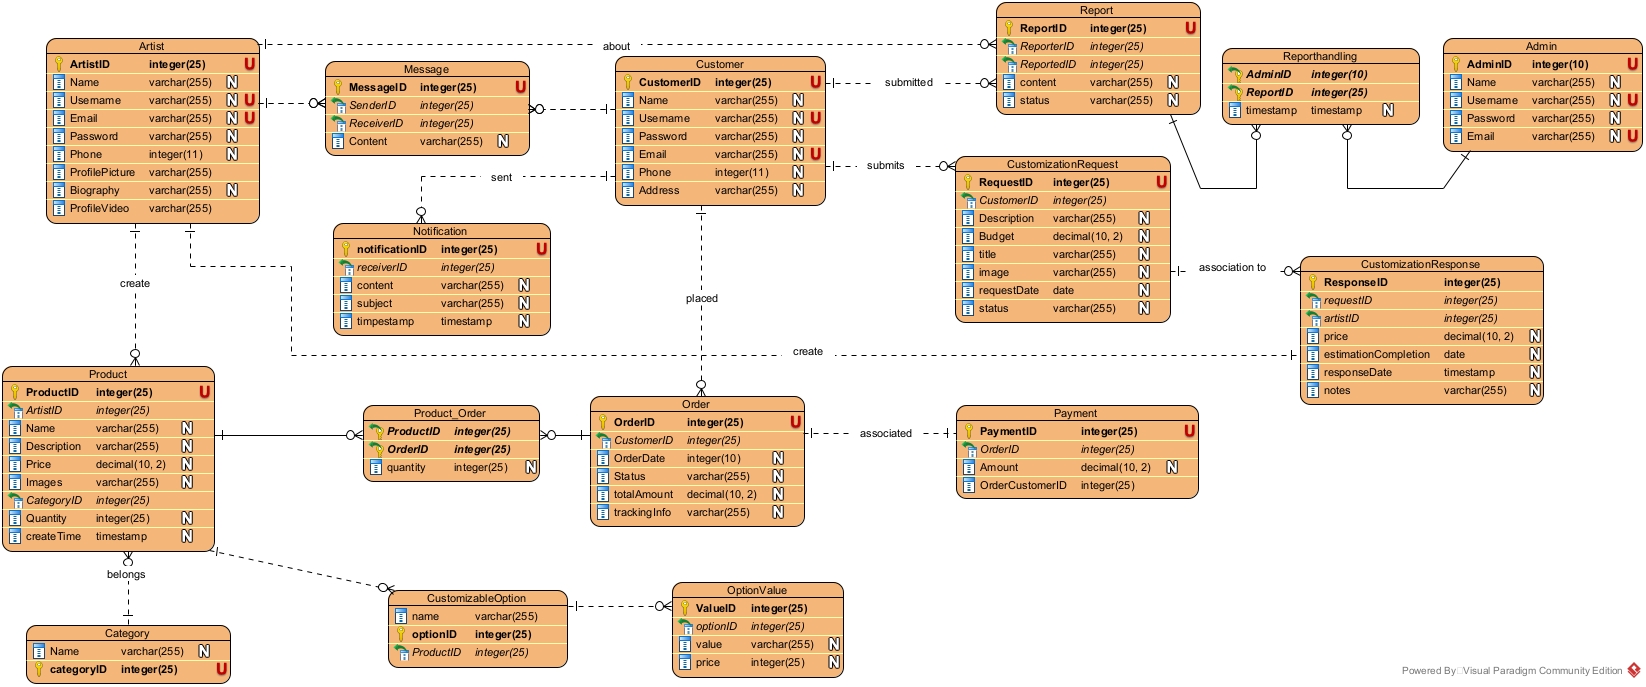 Artist
ArtistID integer(25) U
Name varchar(255) N
Username varchar(255) N U
Email varchar(255) N U
Password varchar(255) N
Phone integer(11) N
ProfilePicture varchar(255)
Biography varchar(255) N
ProfileVideo varchar(255)
about
Message
MessageID integer(25) U
SenderID integer(25)
ReceiverID integer(25)
Content varchar(255) N
Customer
CustomerID integer(25) U
Name varchar(255) N
Username varchar(255) N U
Password varchar(255) N
Email varchar(255) N U
Phone integer(11) N
Address varchar(255) N
submitted
submits
sent
Report
ReportID integer(25) U
ReporterID integer(25)
ReportedID integer(25)
content varchar(255) N
status varchar(255) N
Reporthandling
AdminID integer(10)
ReportID integer(25)
timestamp timestamp N
Admin
AdminID integer(10) U
Name varchar(255) N
Username varchar(255) N U
Password varchar(255) N
Email varchar(255) N U
CustomizationRequest
RequestID integer(25) U
CustomerID integer(25)
Description varchar(255) N
Budget decimal(10, 2) N
title varchar(255) N
image varchar(255) N
requestDate date N
status varchar(255) N
Notification
notificationID integer(25) U
receiverID integer(25)
content varchar(255) N
subject varchar(255) N
timpestamp timestamp N
create
placed
association to
CustomizationResponse
ResponseID integer(25)
requestID integer(25)
artistID integer(25)
price decimal(10, 2) N
estimationCompletion date N
responseDate timestamp N
notes varchar(255) N
create
Product
ProductID integer(25) U
ArtistID integer(25)
Name varchar(255) N
Description varchar(255) N
Price decimal(10, 2) N
Images varchar(255) N
CategoryID integer(25)
Quantity integer(25) N
createTime timestamp N
Product_Order
ProductID integer(25)
OrderID integer(25)
quantity integer(25) N
Order
OrderID integer(25) U
CustomerID integer(25)
OrderDate integer(10) N
Status varchar(255) N
totalAmount decimal(10, 2) N
trackingInfo varchar(255) N
associated
Payment
PaymentID integer(25) U
OrderID integer(25)
Amount decimal(10, 2) N
OrderCustomerID integer(25)
belongs
Category
Name varchar(255) N
categoryID integer(25) U
CustomizableOption
name varchar(255)
optionID integer(25)
ProductID integer(25)
OptionValue
ValueID integer(25)
optionID integer(25)
value varchar(255) N
price integer(25) N
Powered By Visual Paradigm Community Edition